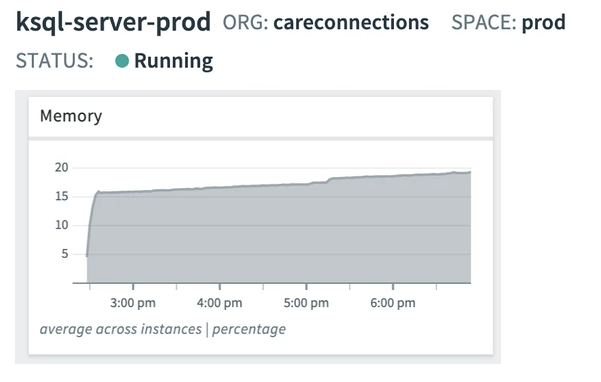 ksql-server-prod ORG: careconnections SPACE: prod
STATUS: Running
Memory
20
15
10
5
3:00 pm 4:00 pm 5:00 pm 6:00 pm
average across instances | percentage